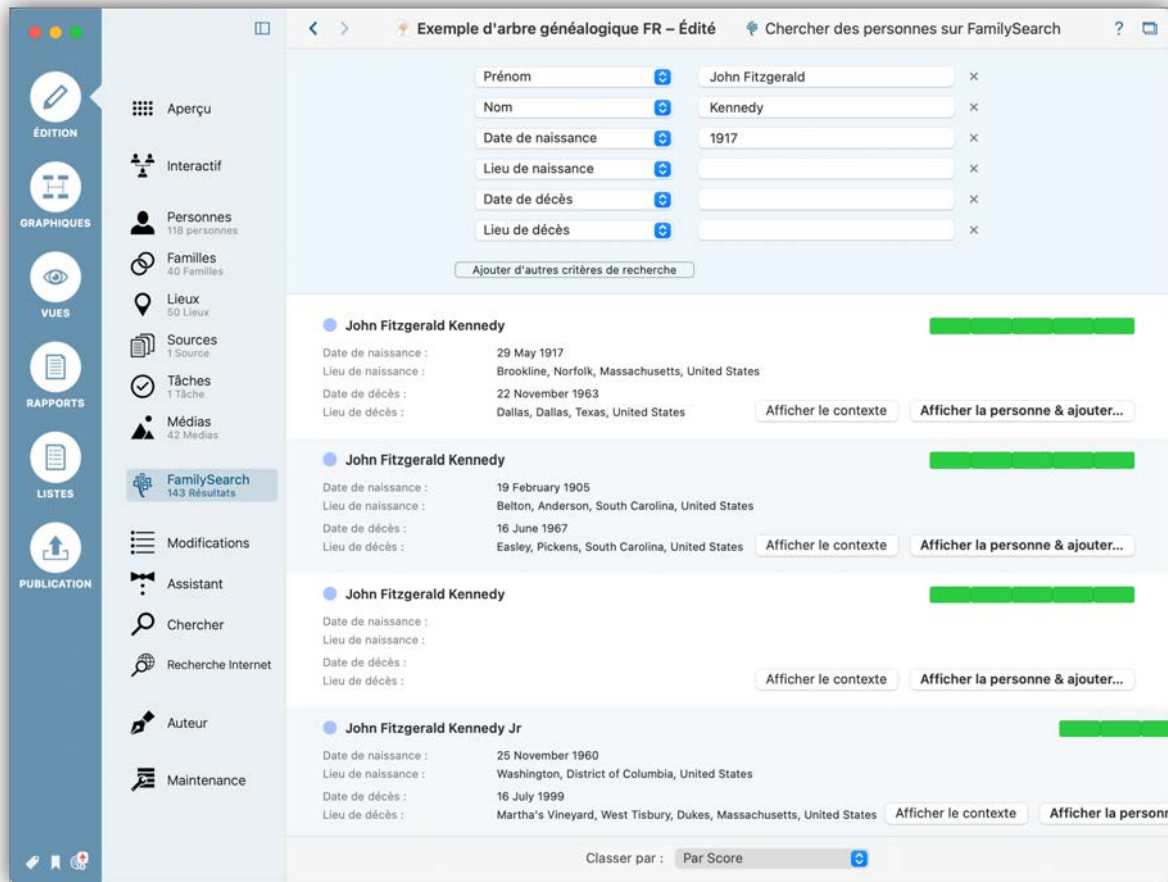 Exemple d'arbre généalogique FR – Édité
Chercher des personnes sur FamilySearch
?
ÉDITION
GRAPHIQUES
VUES
RAPPORTS
LISTES
PUBLICATION
Aperçu
Interactif
Personnes
118 personnes
Familles
40 Familles
Lieux
50 Lieux
Sources
1 Source
Tâches
1 Tâche
Médias
42 Medias
FamilySearch
143 Résultats
Modifications
Assistant
Chercher
Recherche Internet
Auteur
Maintenance
Prénom John Fitzgerald ×
Nom Kennedy ×
Date de naissance 1917 ×
Lieu de naissance ×
Date de décès ×
Lieu de décès ×
Ajouter d'autres critères de recherche
John Fitzgerald Kennedy
Date de naissance : 29 May 1917
Lieu de naissance : Brookline, Norfolk, Massachusetts, United States
Date de décès : 22 November 1963
Lieu de décès : Dallas, Dallas, Texas, United States Afficher le contexte Afficher la personne & ajouter...
John Fitzgerald Kennedy
Date de naissance : 19 February 1905
Lieu de naissance : Belton, Anderson, South Carolina, United States
Date de décès : 16 June 1967
Lieu de décès : Easley, Pickens, South Carolina, United States Afficher le contexte Afficher la personne & ajouter...
John Fitzgerald Kennedy
Date de naissance :
Lieu de naissance :
Date de décès :
Lieu de décès : Afficher le contexte Afficher la personne & ajouter...
John Fitzgerald Kennedy Jr
Date de naissance : 25 November 1960
Lieu de naissance : Washington, District of Columbia, United States
Date de décès : 16 July 1999
Lieu de décès : Martha's Vineyard, West Tisbury, Dukes, Massachusetts, United States Afficher le contexte Afficher la personn
Classer par : Par Score